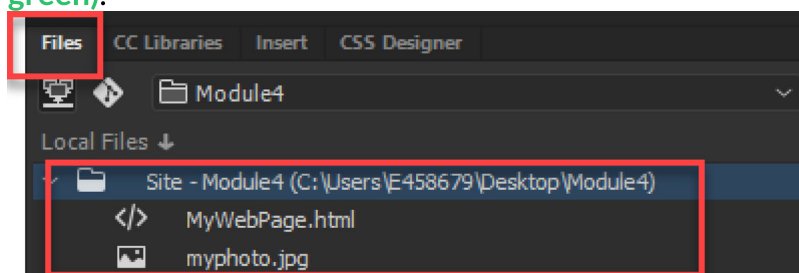 green).
Files CC Libraries Insert CSS Designer
Module4
Local Files
Site - Module4 (C:\Users\E458679\Desktop\Module4)
MyWebPage.html
myphoto.jpg